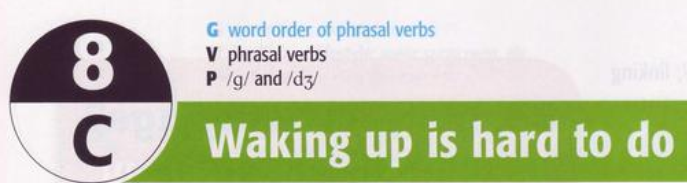 8
C
G word order of phrasal verbs
V phrasal verbs
P /g/ and /dʒ/
Waking up is hard to do